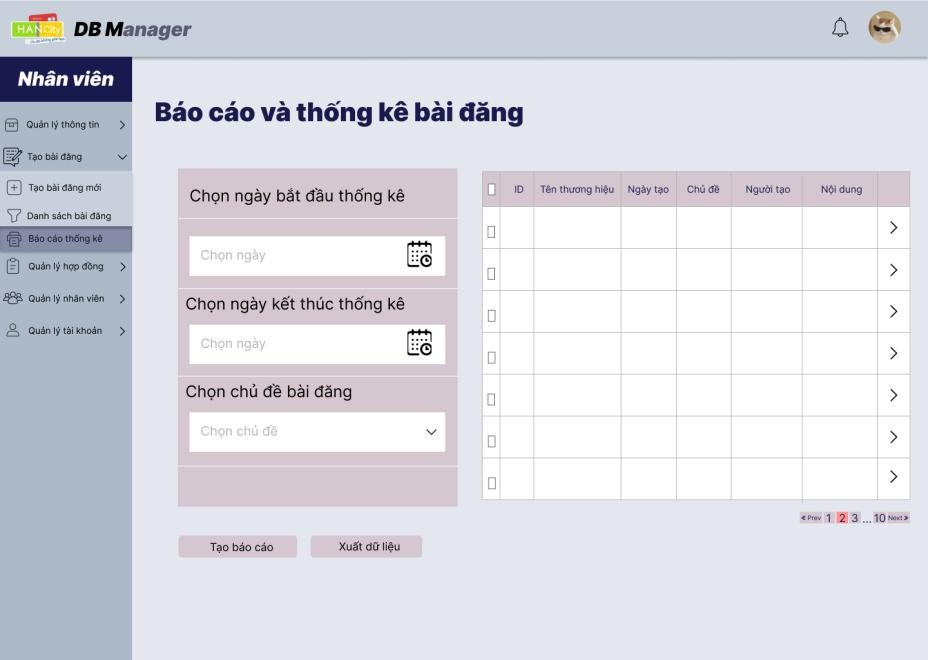 HANCity
DB Manager
Nhân viên
Quản lý thông tin
Tạo bài đăng
Tạo bài đăng mới
Danh sách bài đăng
Báo cáo thống kê
Quản lý hợp đồng
Quản lý nhân viên
Quản lý tài khoản
Báo cáo và thống kê bài đăng
Chọn ngày bắt đầu thống kê
Chọn ngày
Chọn ngày kết thúc thống kê
Chọn ngày
Chọn chủ đề bài đăng
Chọn chủ đề
Tạo báo cáo Xuất dữ liệu
ID Tên thương hiệu Ngày tạo Chủ đề Người tạo Nội dung
Prev 1 2 3 ... 10 Next